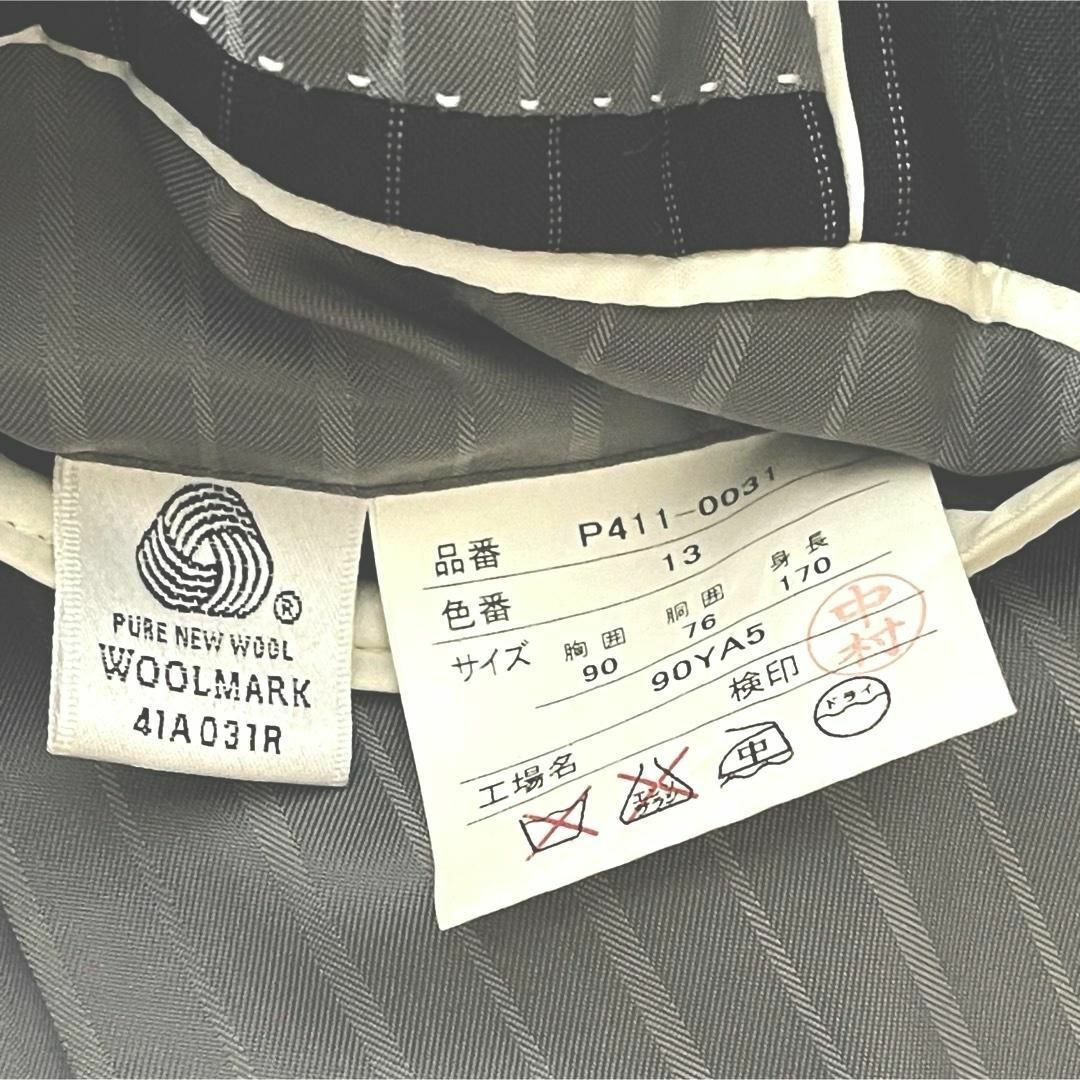 ®
PURE NEW WOOL
WOOLMARK
41A031R
品番 P411-0031
色番 13
サイズ 胸囲 胴囲 身長
90 76 170
90YA5
検印 中村
工場名
エンソ
サラシ
中
ドライ